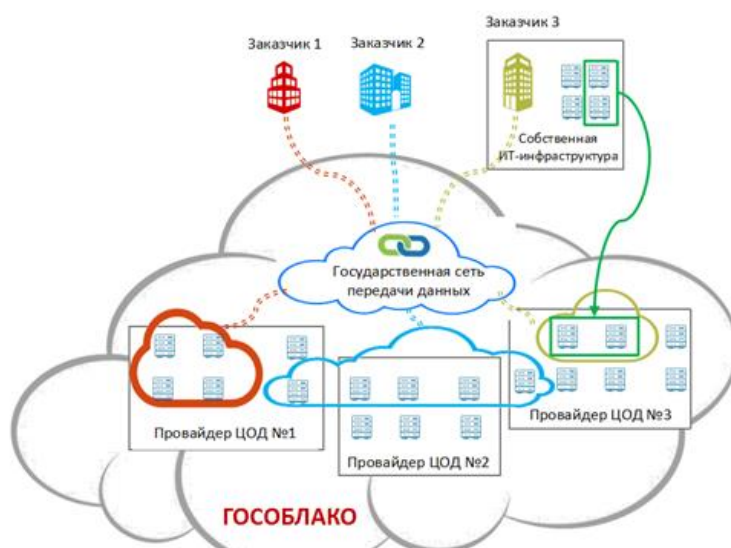 Заказчик 1
Заказчик 2
Заказчик 3
Собственная
ИТ-инфраструктура
Государственная сеть
передачи данных
Провайдер ЦОД №1
Провайдер ЦОД №2
Провайдер ЦОД №3
ГОСОБЛАКО